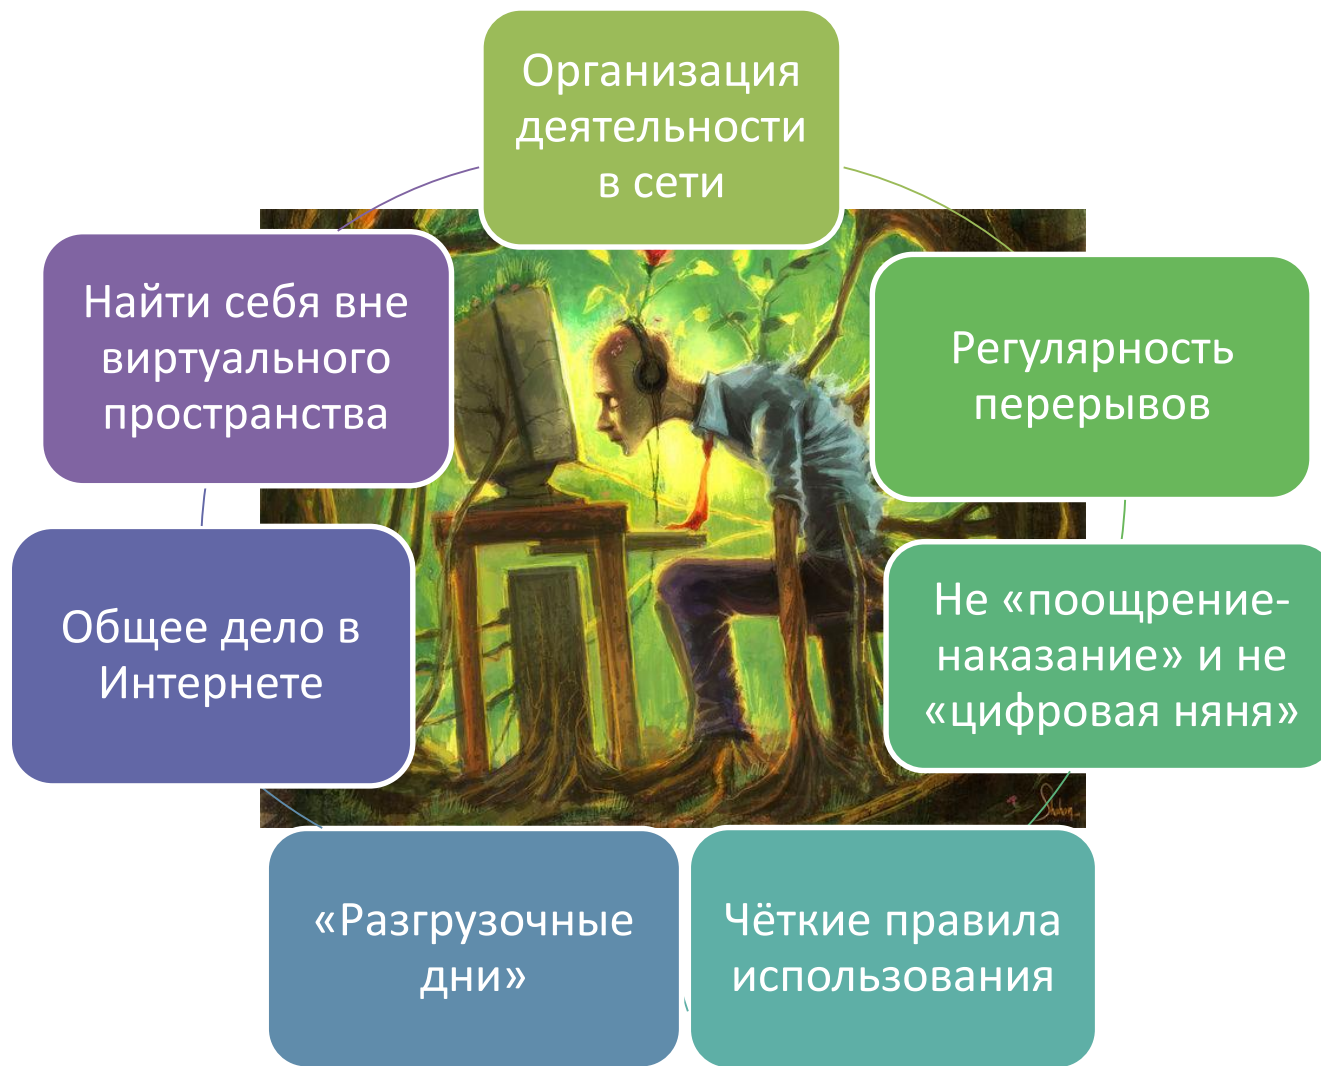 Организация
деятельности
в сети
Регулярность
перерывов
Не «поощрение-
наказание» и не
«цифровая няня»
Чёткие правила
использования
«Разгрузочные
дни»
Общее дело в
Интернете
Найти себя вне
виртуального
пространства